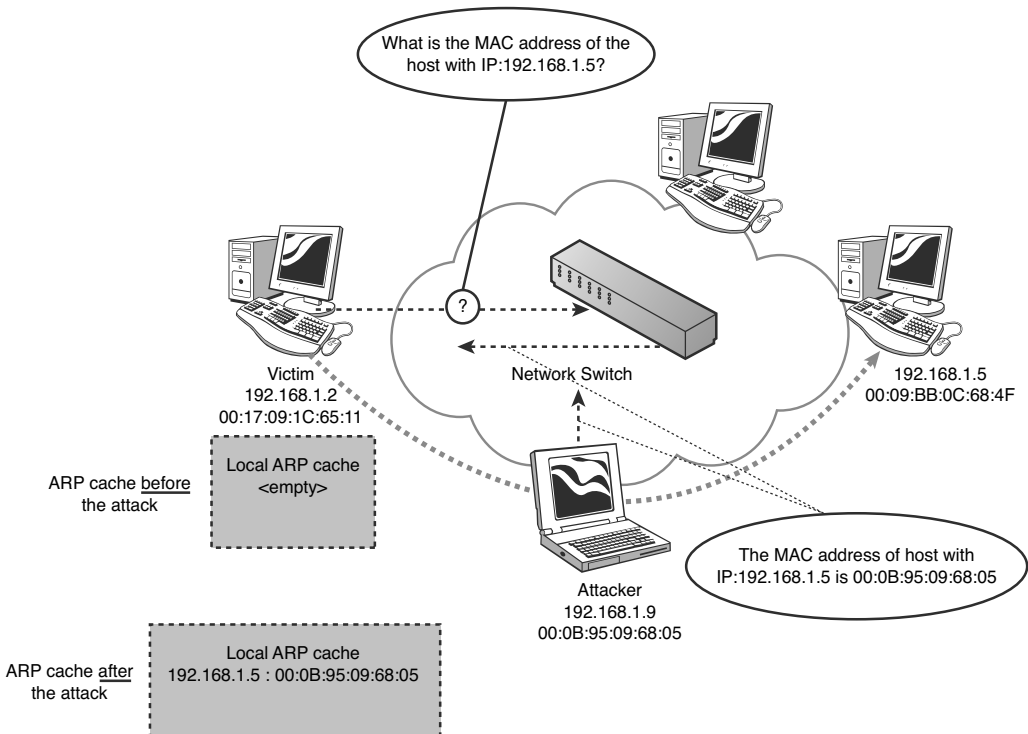 What is the MAC address of the
host with IP:192.168.1.5?
?
Network Switch
Victim
192.168.1.2
00:17:09:1C:65:11
192.168.1.5
00:09:BB:0C:68:4F
ARP cache before
the attack
Local ARP cache
<empty>
The MAC address of host with
IP:192.168.1.5 is 00:0B:95:09:68:05
Attacker
192.168.1.9
00:0B:95:09:68:05
ARP cache after
the attack
Local ARP cache
192.168.1.5 : 00:0B:95:09:68:05